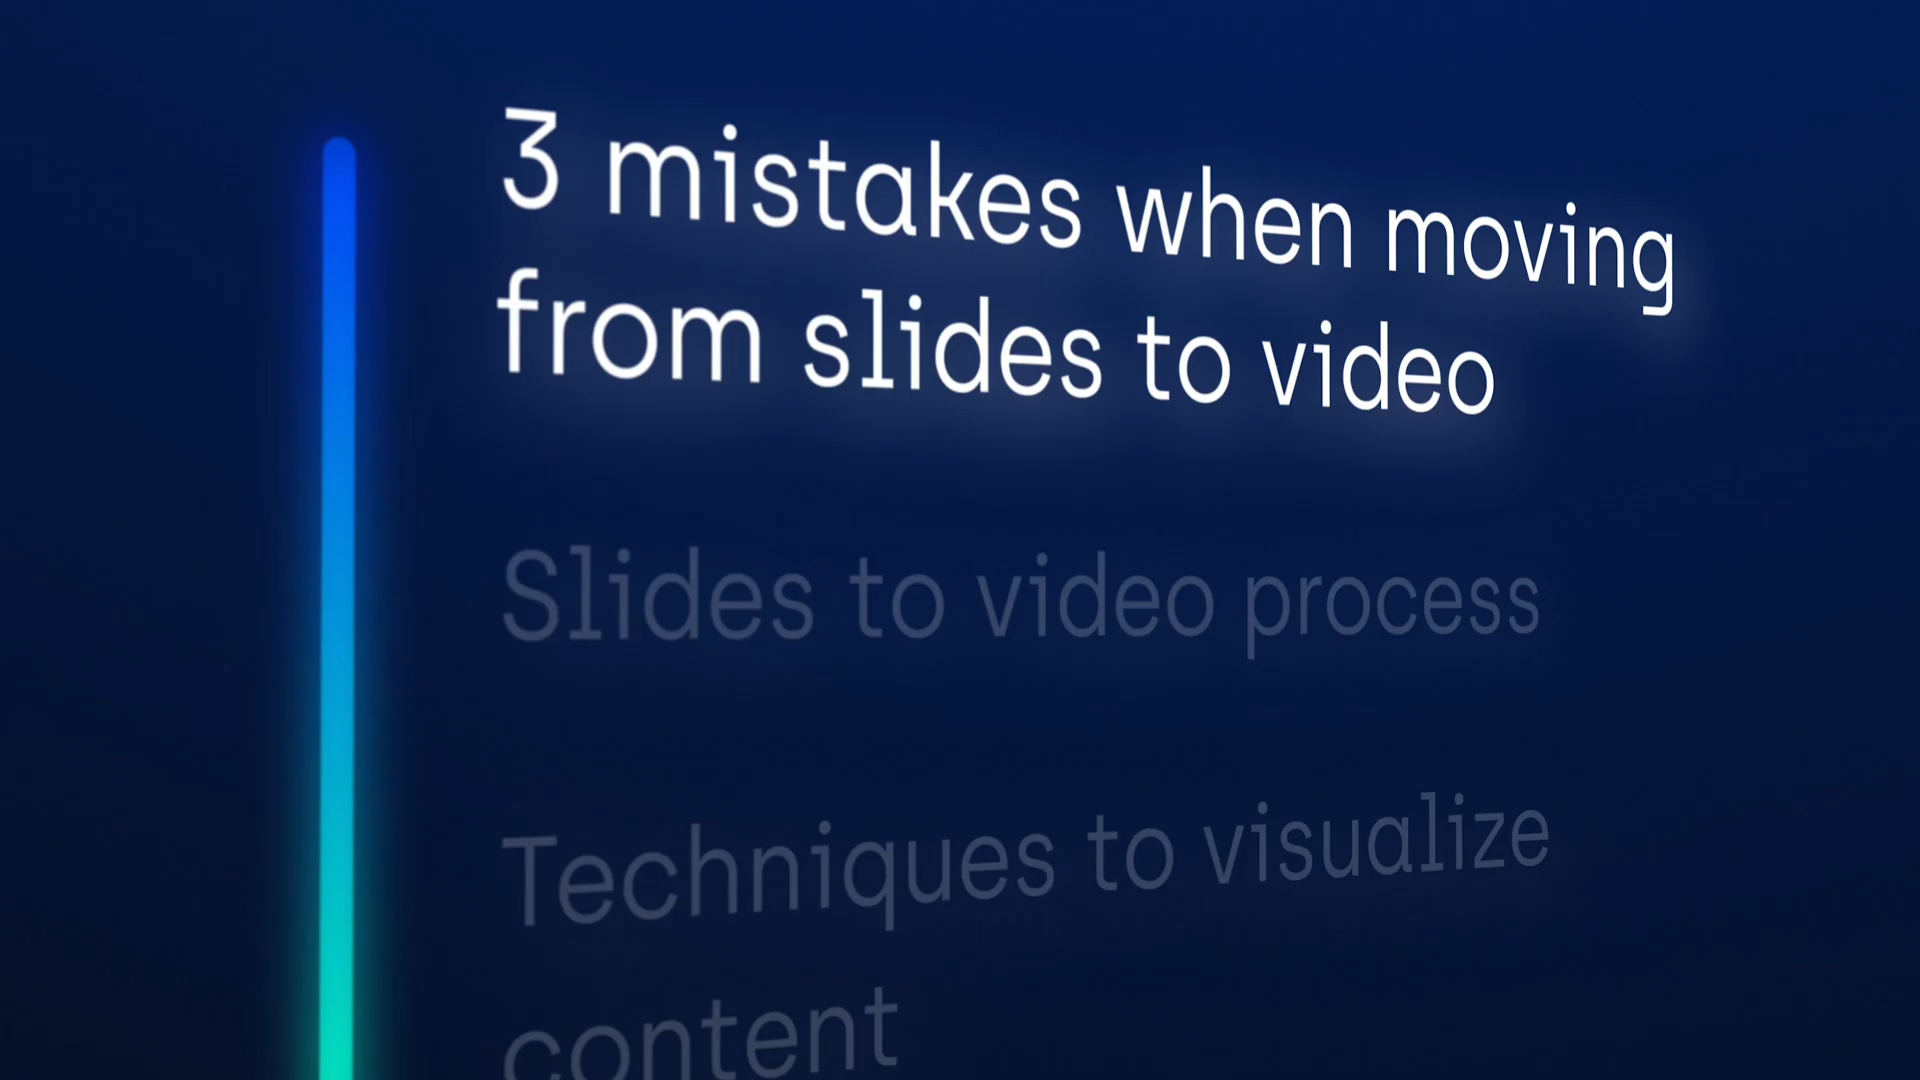 3 mistakes when moving
from slides to video
Slides to video process
Techniques to visualize
content